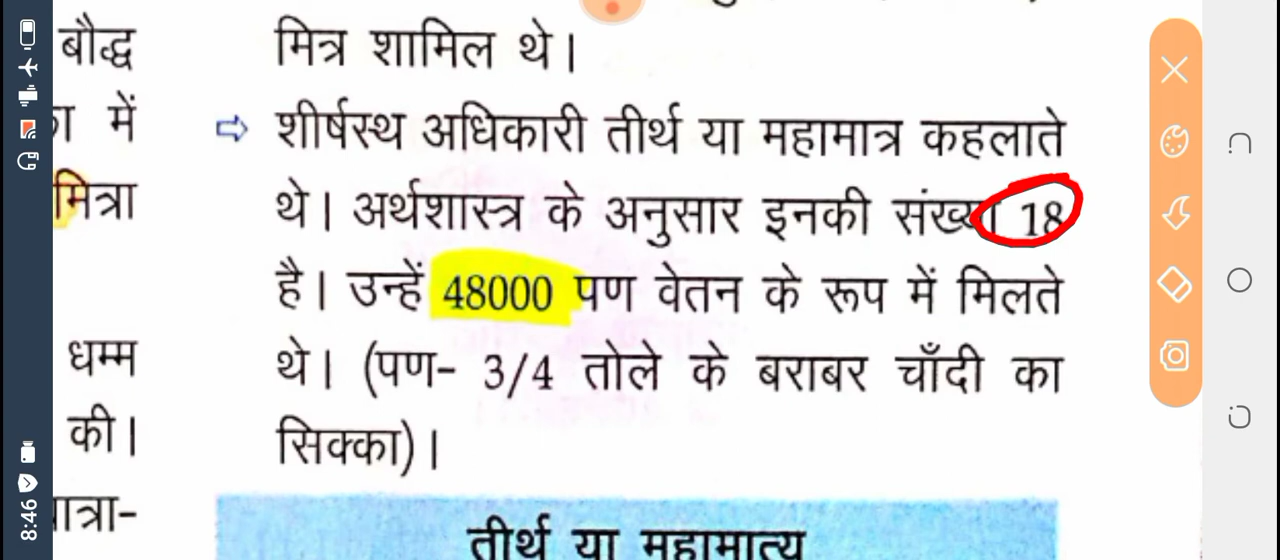 बौद्ध
में
मित्रा
धम्म
की।
मित्र शामिल थे।
⇨ शीर्षस्थ अधिकारी तीर्थ या महामात्र कहलाते
थे। अर्थशास्त्र के अनुसार इनकी संख्या 18
है। उन्हें 48000 पण वेतन के रूप में मिलते
थे। (पण- 3/4 तोले के बराबर चाँदी का
सिक्का)।
तीर्थ या महामात्य
8:46